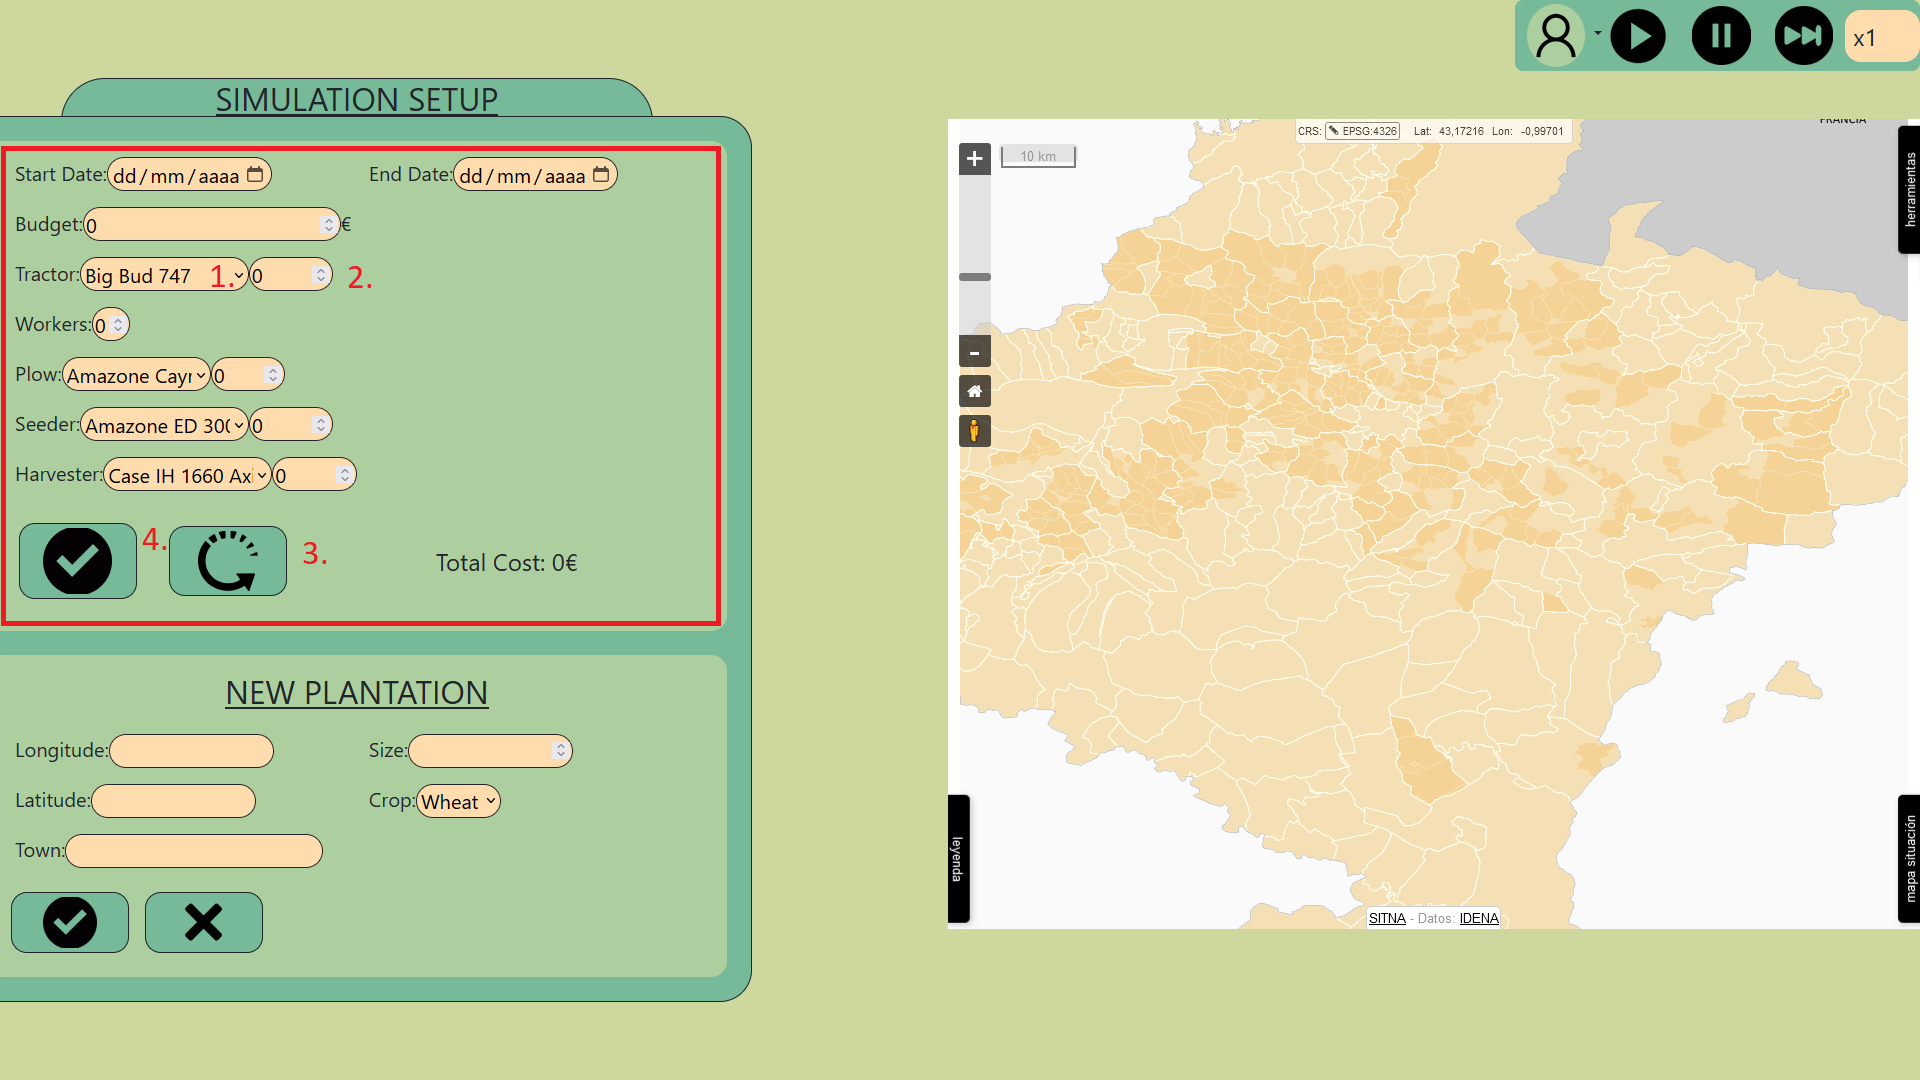 x1
SIMULATION SETUP
Start Date: dd/mm/aaaa End Date: dd/mm/aaaa
Budget: 0 €
Tractor: Big Bud 747 1. 0 2.
Workers: 0
Plow: Amazone Cayr 0
Seeder: Amazone ED 300 0
Harvester: Case IH 1660 Axi 0
4. 3. Total Cost: 0€
NEW PLANTATION
Longitude: Size:
Latitude: Crop: Wheat
Town:
FRANCIA
CRS: EPSG:4326 Lat: 43,17216 Lon: -0,99701
+ 10 km
-
herramientas
leyenda
mapa situación
SITNA - Datos: IDENA